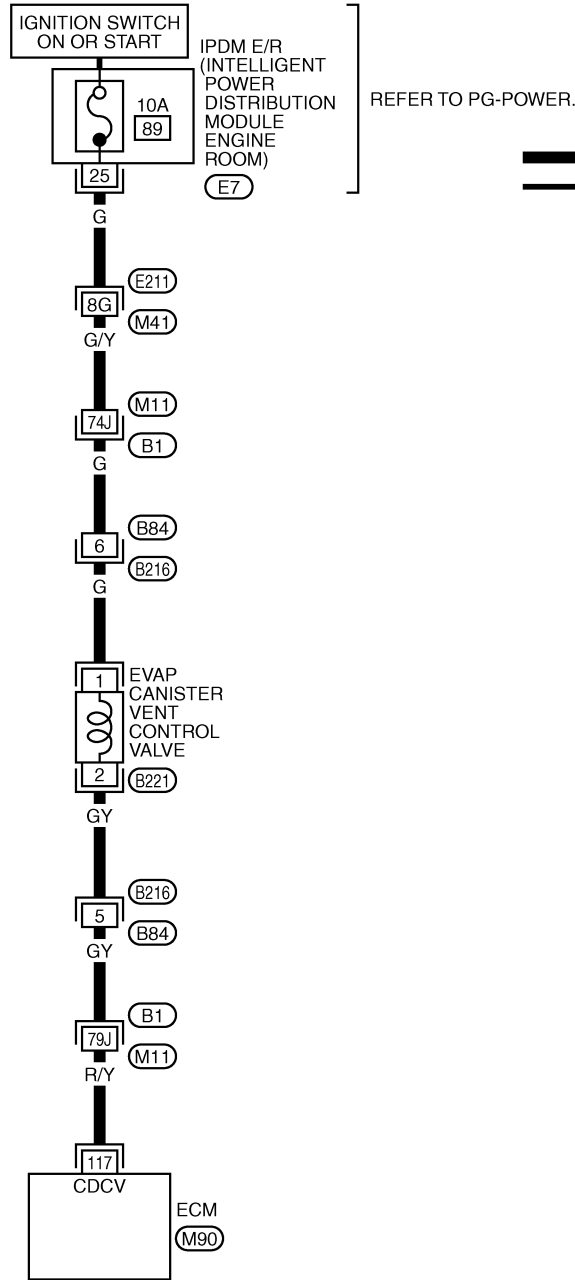 IGNITION SWITCH
ON OR START
IPDM E/R
(INTELLIGENT
POWER
DISTRIBUTION
MODULE
ENGINE
ROOM)
10A
89
REFER TO PG-POWER.
25
E7
G
E211
8G
M41
G/Y
M11
74J
B1
G
B84
6
B216
G
1
EVAP
CANISTER
VENT
CONTROL
VALVE
2
B221
GY
B216
5
B84
GY
B1
79J
M11
R/Y
117
CDCV
ECM
M90